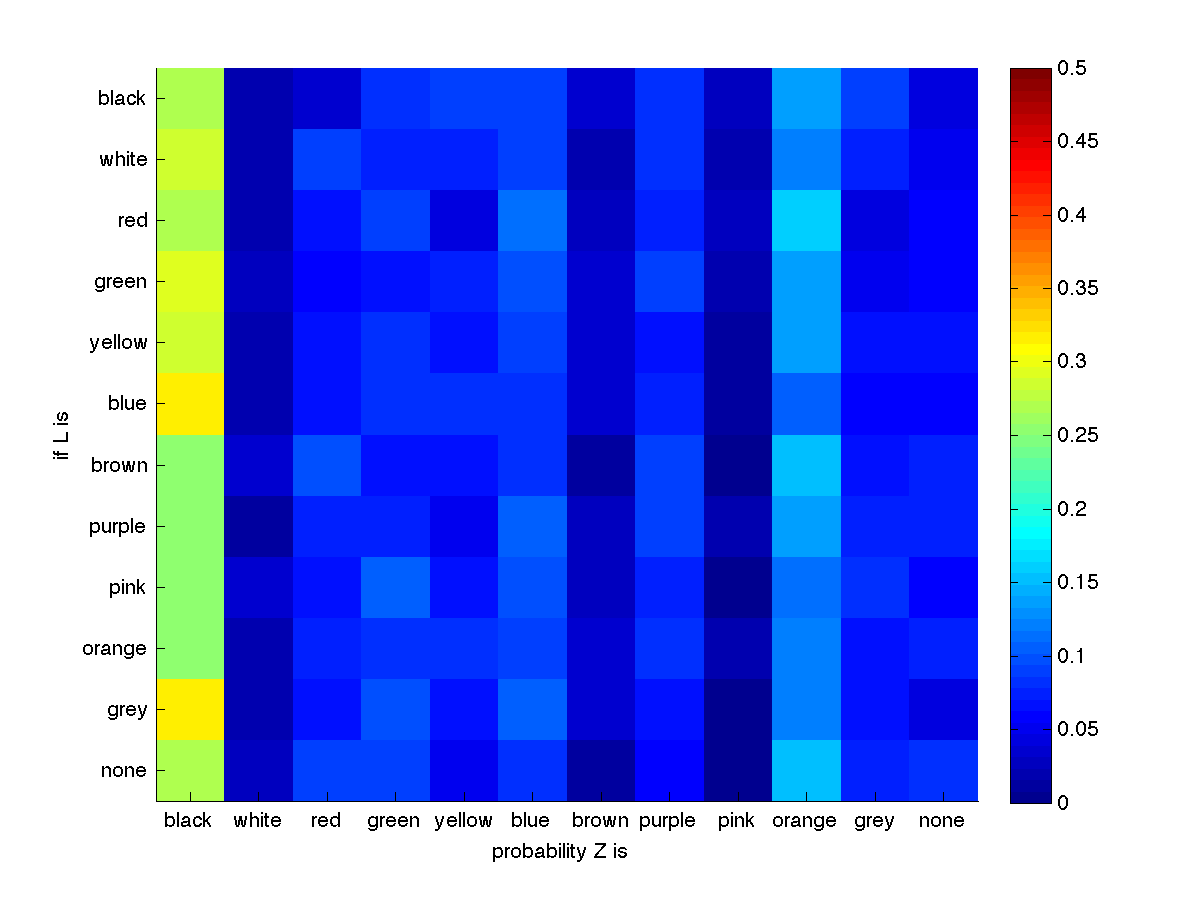 black
white
red
green
yellow
blue
brown
purple
pink
orange
grey
none
if L is
black white red green yellow blue brown purple pink orange grey none
probability Z is
0.5
0.45
0.4
0.35
0.3
0.25
0.2
0.15
0.1
0.05
0